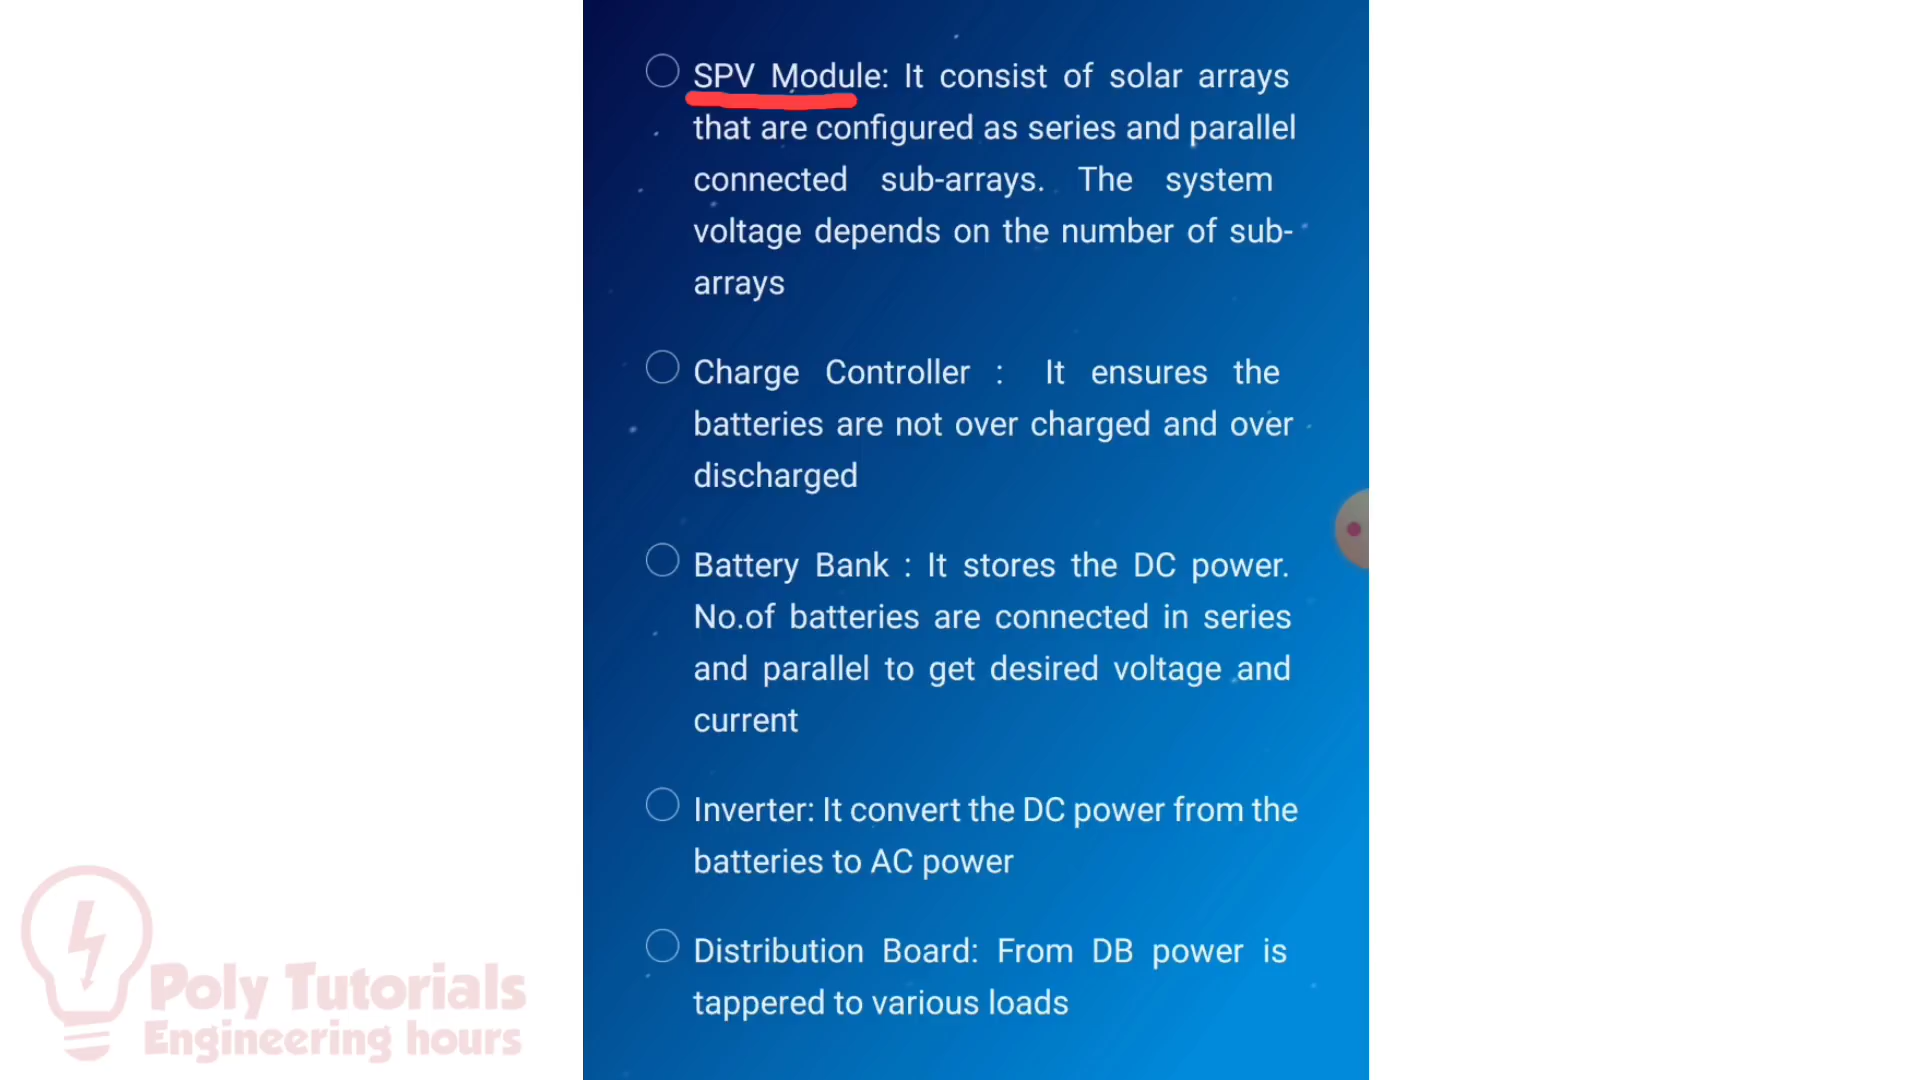 SPV Module: It consist of solar arrays
that are configured as series and parallel
connected sub-arrays. The system
voltage depends on the number of sub-
arrays
Charge Controller : It ensures the
batteries are not over charged and over
discharged
Battery Bank : It stores the DC power.
No.of batteries are connected in series
and parallel to get desired voltage and
current
Inverter: It convert the DC power from the
batteries to AC power
Distribution Board: From DB power is
tappered to various loads
Poly Tutorials
Engineering hours